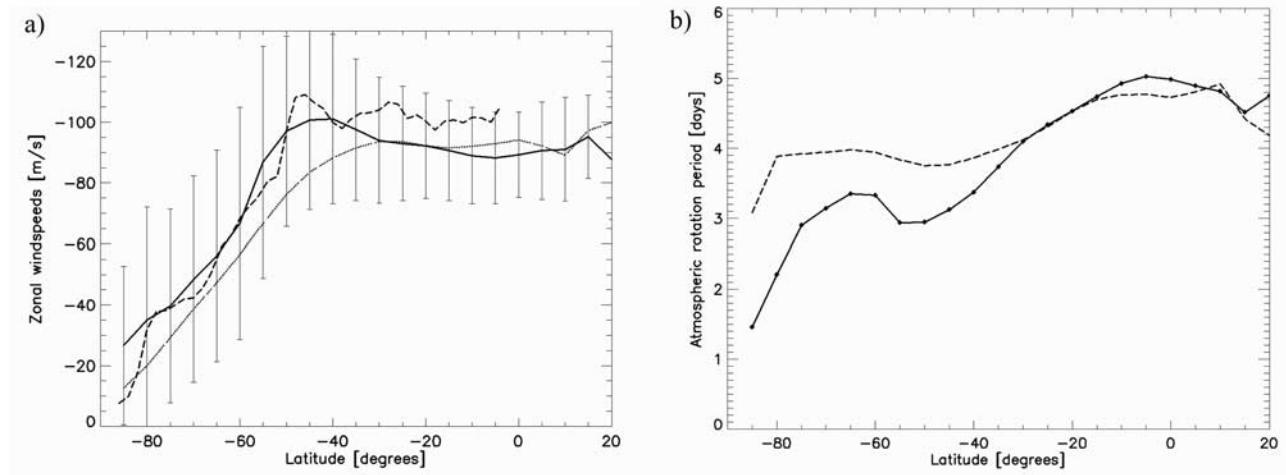 a)
-120
-100
-80
-60
-40
-20
0
-80 -60 -40 -20 0 20
Zonal windspeeds [m/s]
Latitude [degrees]
b)
6
5
4
3
2
1
0
-80 -60 -40 -20 0 20
Atmospheric rotation period [days]
Latitude [degrees]